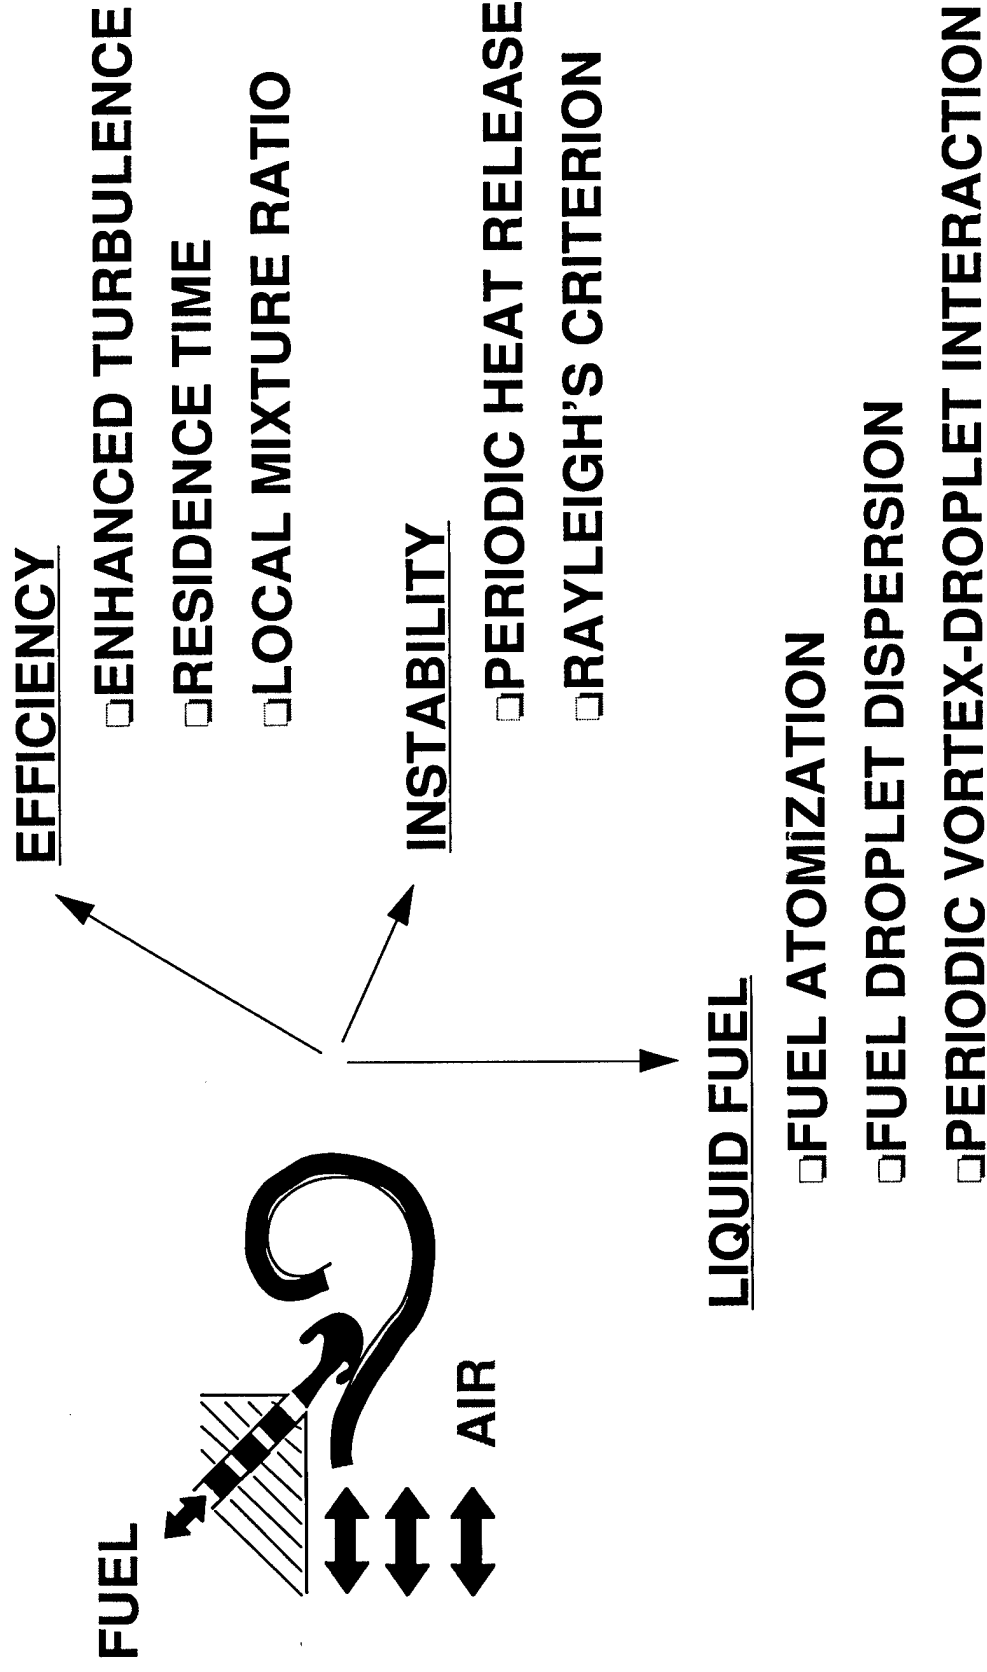 EFFICIENCY
❑ENHANCED TURBULENCE
❑RESIDENCE TIME
❑LOCAL MIXTURE RATIO
INSTABILITY
❑PERIODIC HEAT RELEASE
❑RAYLEIGH'S CRITERION
FUEL
AIR
LIQUID FUEL
❑FUEL ATOMIZATION
❑FUEL DROPLET DISPERSION
❑PERIODIC VORTEX-DROPLET INTERACTION